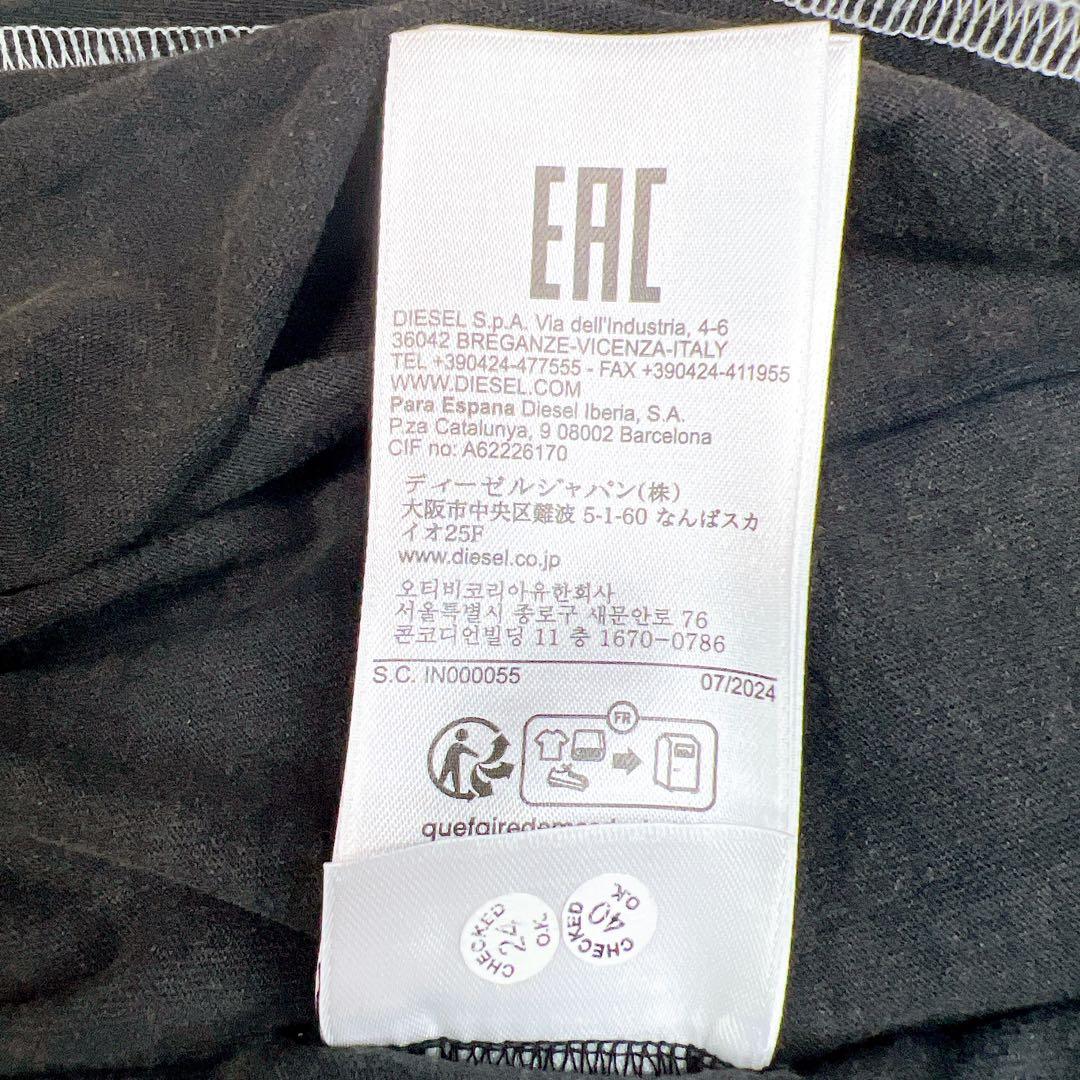 EAC
DIESEL S.p.A. Via dell'Industria, 4-6
36042 BREGANZE-VICENZA-ITALY
TEL +390424-477555 - FAX +390424-411955
WWW.DIESEL.COM
Para Espana Diesel Iberia, S.A.
P.za Catalunya, 9 08002 Barcelona
CIF no: A62226170
ディーゼルジャパン(株)
大阪市中央区難波 5-1-60 なんばスカ
イオ25F
www.diesel.co.jp
오티비코리아유한회사
서울특별시 종로구 새문안로 76
콘코디언빌딩 11 층 1670-0786
S.C. IN000055 07/2024
FR
CHECKED 24 O.K
CHECKED 40 O.K